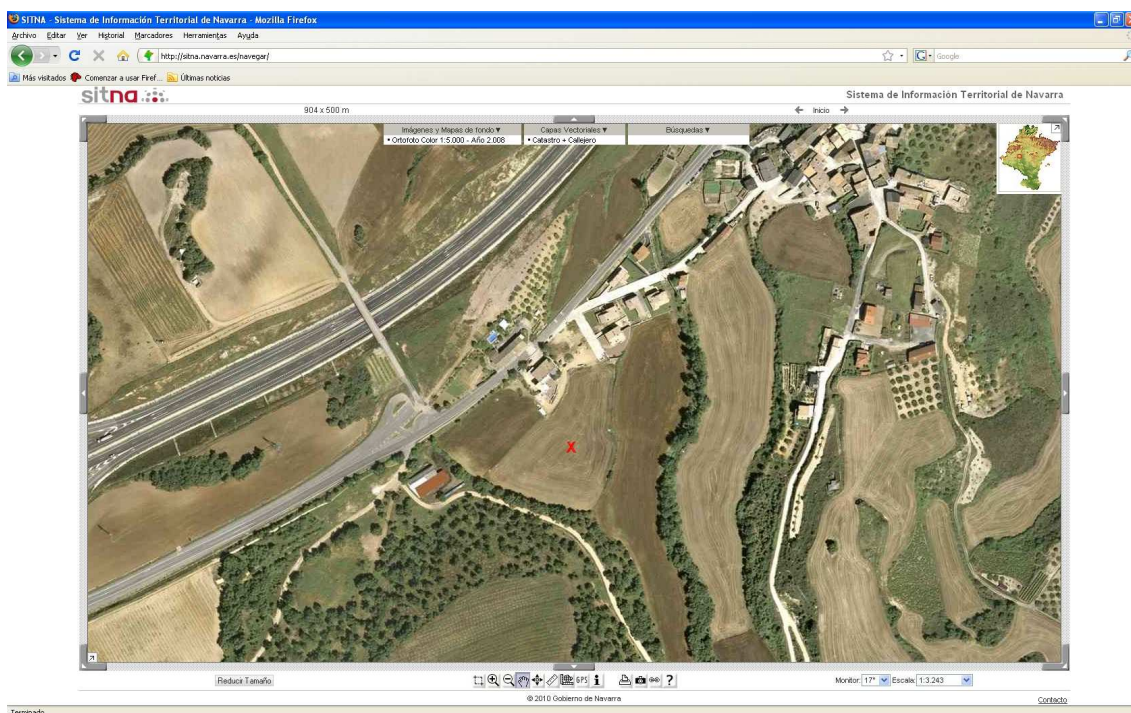 SITNA - Sistema de Información Territorial de Navarra - Mozilla Firefox
Archivo Editar Ver Historial Marcadores Herramientas Ayuda
http://sitna.navarra.es/navegar/
Google
Más visitados Comenzar a usar Firef... Últimas noticias
sitna
Sistema de Información Territorial de Navarra
904 x 500 m
Inicio
Imágenes y Mapas de fondo ▼ Capas Vectoriales ▼ Búsquedas ▼
• Ortofoto Color 1:5.000 - Año 2.008 • Catastro + Callejero
X
Reducir Tamaño
GPS i ?
Monitor: 17" Escala: 1:3.243
© 2010 Gobierno de Navarra
Contacto
Terminado